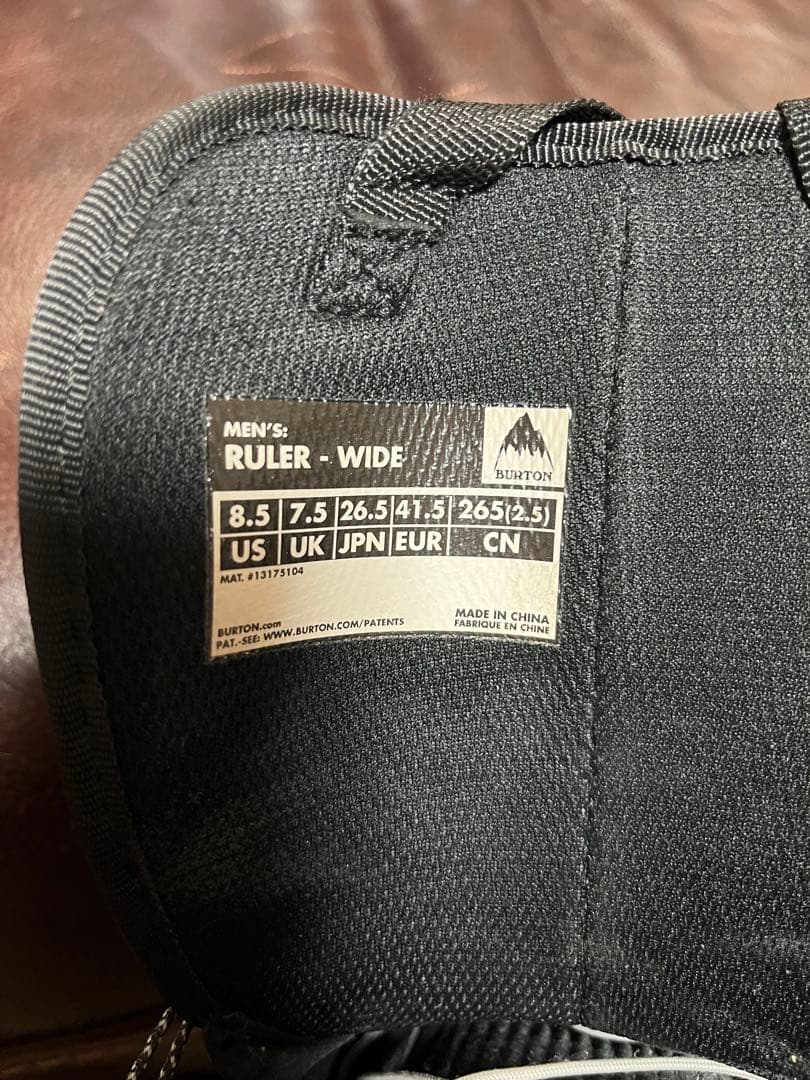 MEN'S:
RULER - WIDE
BURTON
8.5 7.5 26.5 41.5 265(2.5)
US UK JPN EUR CN
MAT. #13175104
BURTON.com
PAT.-SEE: WWW.BURTON.COM/PATENTS
MADE IN CHINA
FABRIQUE EN CHINE